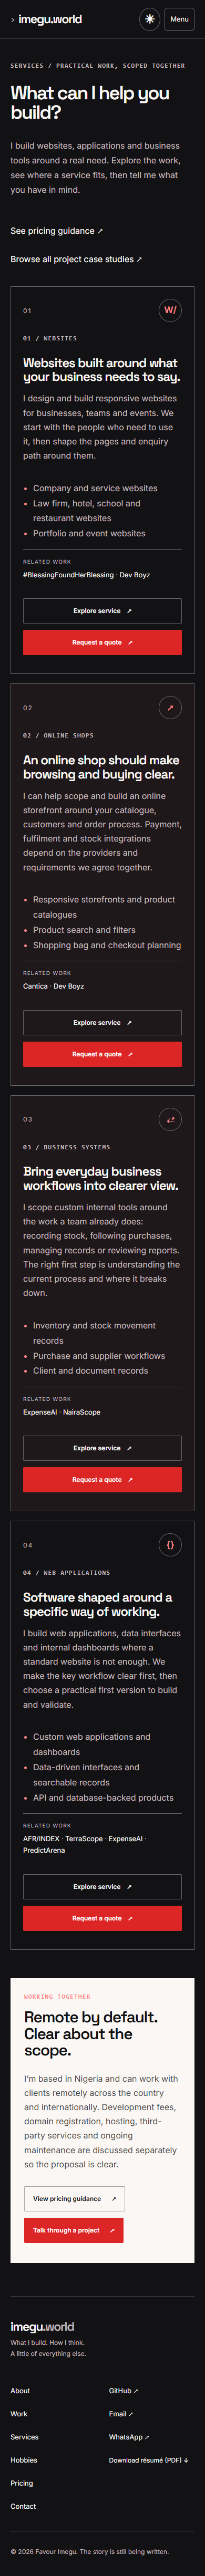 › imegu.world
Menu
SERVICES / PRACTICAL WORK, SCOPED TOGETHER
What can I help you
build?
I build websites, applications and business
tools around a real need. Explore the work,
see where a service fits, then tell me what
you have in mind.
See pricing guidance ↗
Browse all project case studies ↗
01
W/
01 / WEBSITES
Websites built around what
your business needs to say.
I design and build responsive websites
for businesses, teams and events. We
start with the people who need to use
it, then shape the pages and enquiry
path around them.
• Company and service websites
• Law firm, hotel, school and
restaurant websites
• Portfolio and event websites
RELATED WORK
#BlessingFoundHerBlessing · Dev Boyz
Explore service ↗
Request a quote ↗
02
↗
02 / ONLINE SHOPS
An online shop should make
browsing and buying clear.
I can help scope and build an online
storefront around your catalogue,
customers and order process. Payment,
fulfilment and stock integrations
depend on the providers and
requirements we agree together.
• Responsive storefronts and product
catalogues
• Product search and filters
• Shopping bag and checkout planning
RELATED WORK
Cantica · Dev Boyz
Explore service ↗
Request a quote ↗
03
⇄
03 / BUSINESS SYSTEMS
Bring everyday business
workflows into clearer view.
I scope custom internal tools around
the work a team already does:
recording stock, following purchases,
managing records or reviewing reports.
The right first step is understanding the
current process and where it breaks
down.
• Inventory and stock movement
records
• Purchase and supplier workflows
• Client and document records
RELATED WORK
ExpenseAI · NairaScope
Explore service ↗
Request a quote ↗
04
{}
04 / WEB APPLICATIONS
Software shaped around a
specific way of working.
I build web applications, data interfaces
and internal dashboards where a
standard website is not enough. We
make the key workflow clear first, then
choose a practical first version to build
and validate.
• Custom web applications and
dashboards
• Data-driven interfaces and
searchable records
• API and database-backed products
RELATED WORK
AFR/INDEX · TerraScope · ExpenseAI ·
PredictArena
Explore service ↗
Request a quote ↗
WORKING TOGETHER
Remote by default.
Clear about the
scope.
I'm based in Nigeria and can work with
clients remotely across the country
and internationally. Development fees,
domain registration, hosting, third-
party services and ongoing
maintenance are discussed separately
so the proposal is clear.
View pricing guidance ↗
Talk through a project ↗
imegu.world
What I build. How I think.
A little of everything else.
About
GitHub ↗
Work
Email ↗
Services
WhatsApp ↗
Hobbies
Download résumé (PDF) ↓
Pricing
Contact
© 2026 Favour Imegu. The story is still being written.